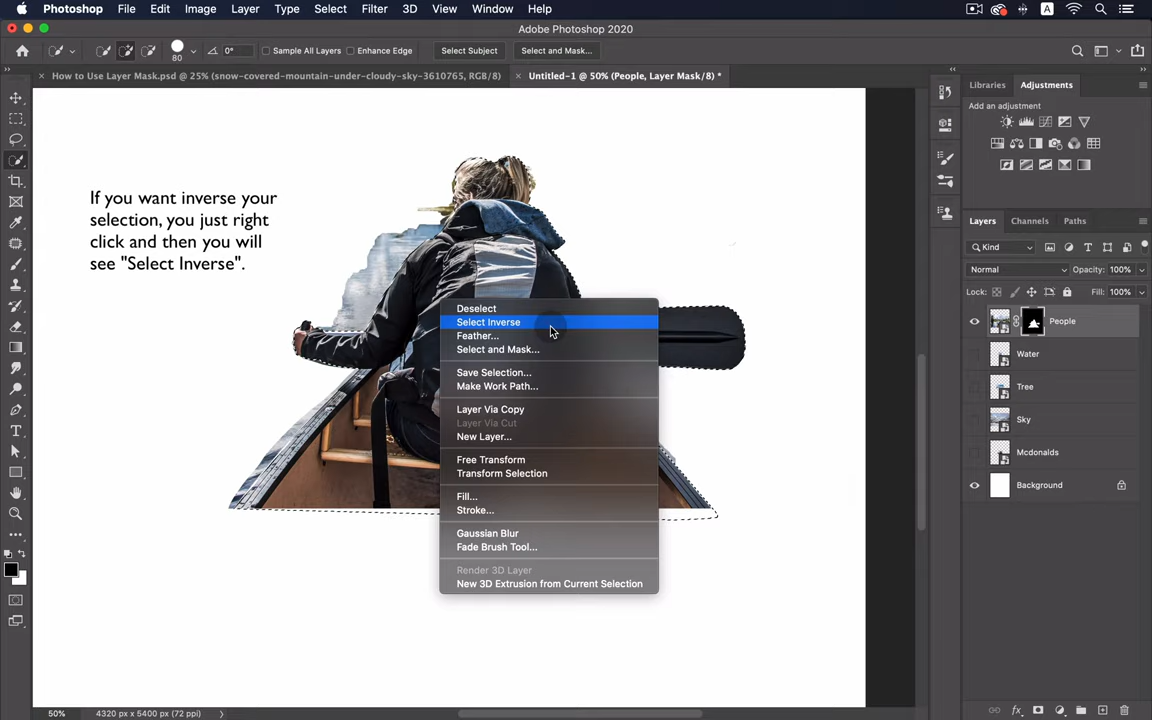 Photoshop File Edit Image Layer Type Select Filter 3D View Window Help
Adobe Photoshop 2020
80 0° Sample All Layers Enhance Edge Select Subject Select and Mask...
How to Use Layer Mask.psd @ 25% (snow-covered-mountain-under-cloudy-sky-3610765, RGB/8) Untitled-1 @ 50% (People, Layer Mask/8) *
Libraries Adjustments
Add an adjustment
If you want inverse your
selection, you just right
click and then you will
see "Select Inverse".
Deselect
Select Inverse
Feather...
Select and Mask...
Save Selection...
Make Work Path...
Layer Via Copy
Layer Via Cut
New Layer...
Free Transform
Transform Selection
Fill...
Stroke...
Gaussian Blur
Fade Brush Tool...
Render 3D Layer
New 3D Extrusion from Current Selection
Layers Channels Paths
Kind
Normal Opacity: 100%
Lock: Fill: 100%
People
Water
Tree
Sky
Mcdonalds
Background
50% 4320 px x 5400 px (72 ppi)